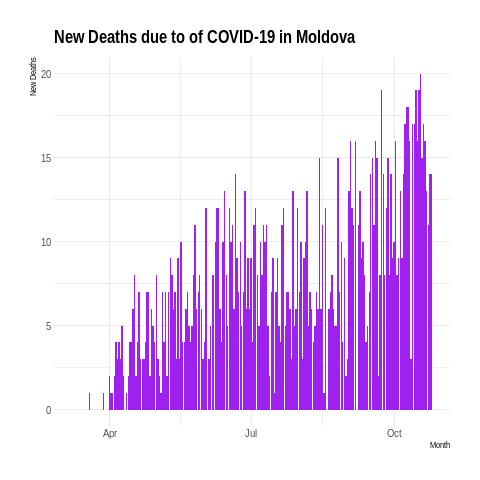 New Deaths due to of COVID-19 in Moldova
New Deaths
20
15
10
5
0
Apr
Jul
Oct
Month